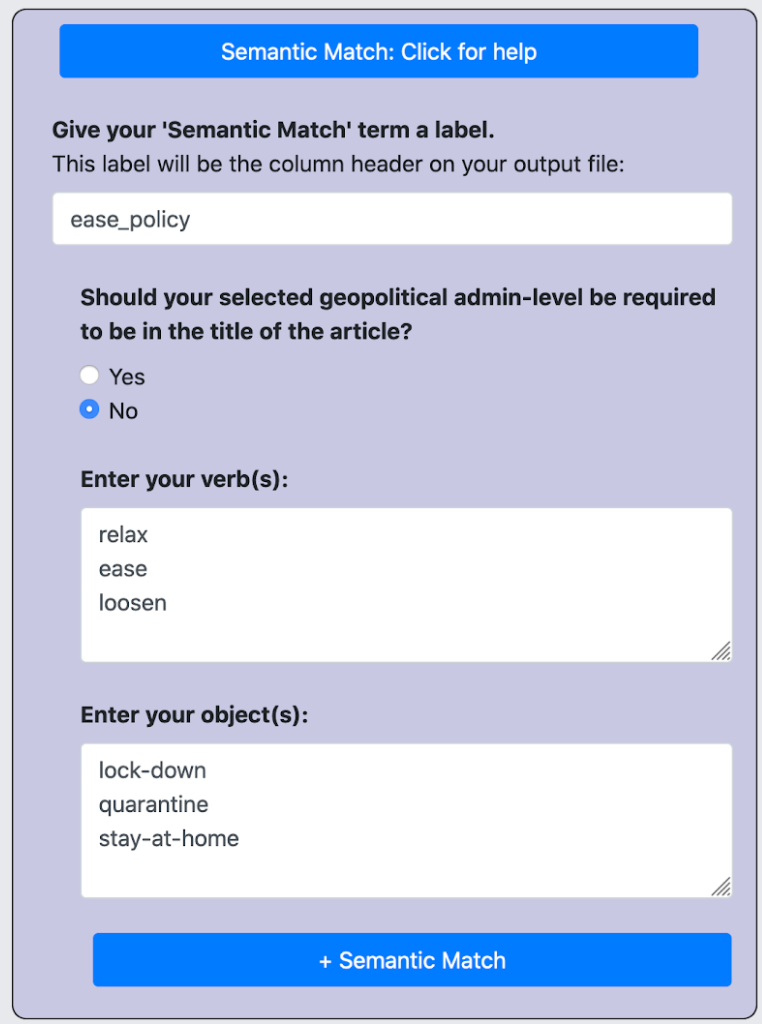 Semantic Match: Click for help
Give your 'Semantic Match' term a label.
This label will be the column header on your output file:
ease_policy
Should your selected geopolitical admin-level be required
to be in the title of the article?
Yes
No
Enter your verb(s):
relax
ease
loosen
Enter your object(s):
lock-down
quarantine
stay-at-home
+ Semantic Match